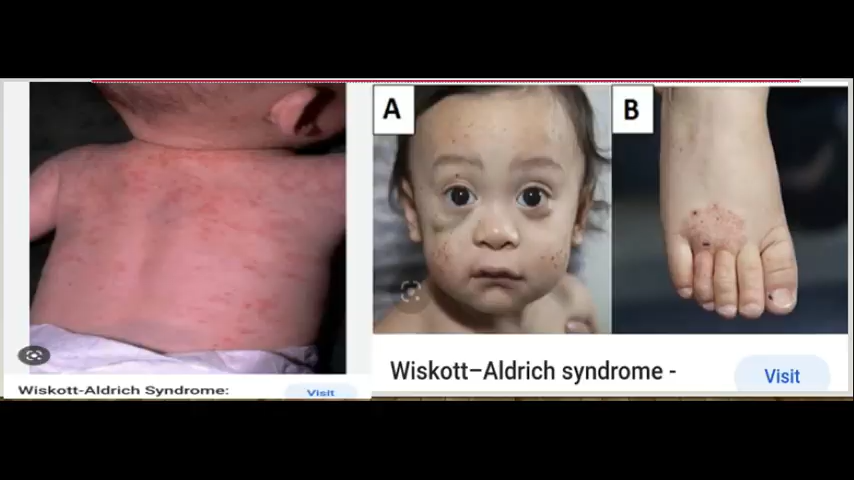 A
B
Wiskott-Aldrich Syndrome:
Visit
Wiskott–Aldrich syndrome -
Visit